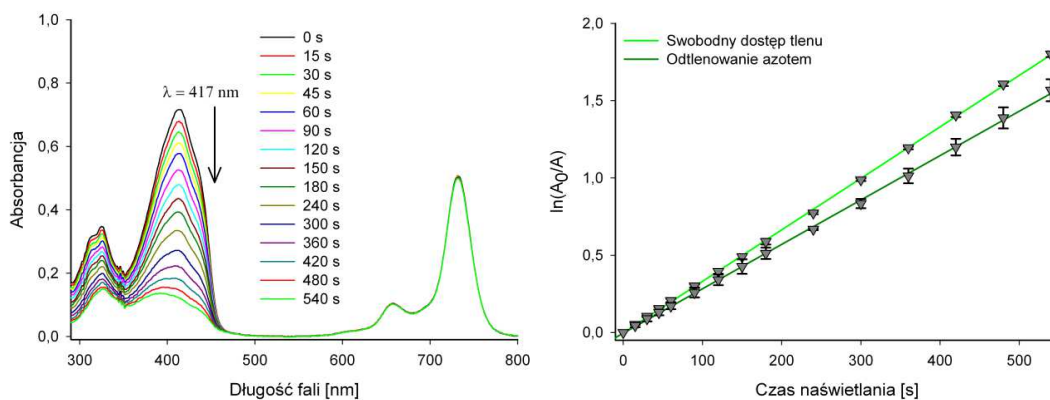 1,0
0,8
0,6
0,4
0,2
0,0
Absorbancja
300 400 500 600 700 800
Długość fali [nm]
λ = 417 nm
0 s
15 s
30 s
45 s
60 s
90 s
120 s
150 s
180 s
240 s
300 s
360 s
420 s
480 s
540 s
2,0
1,5
1,0
0,5
0,0
ln(A0/A)
0 100 200 300 400 500
Czas naświetlania [s]
Swobodny dostęp tlenu
Odtlenowanie azotem